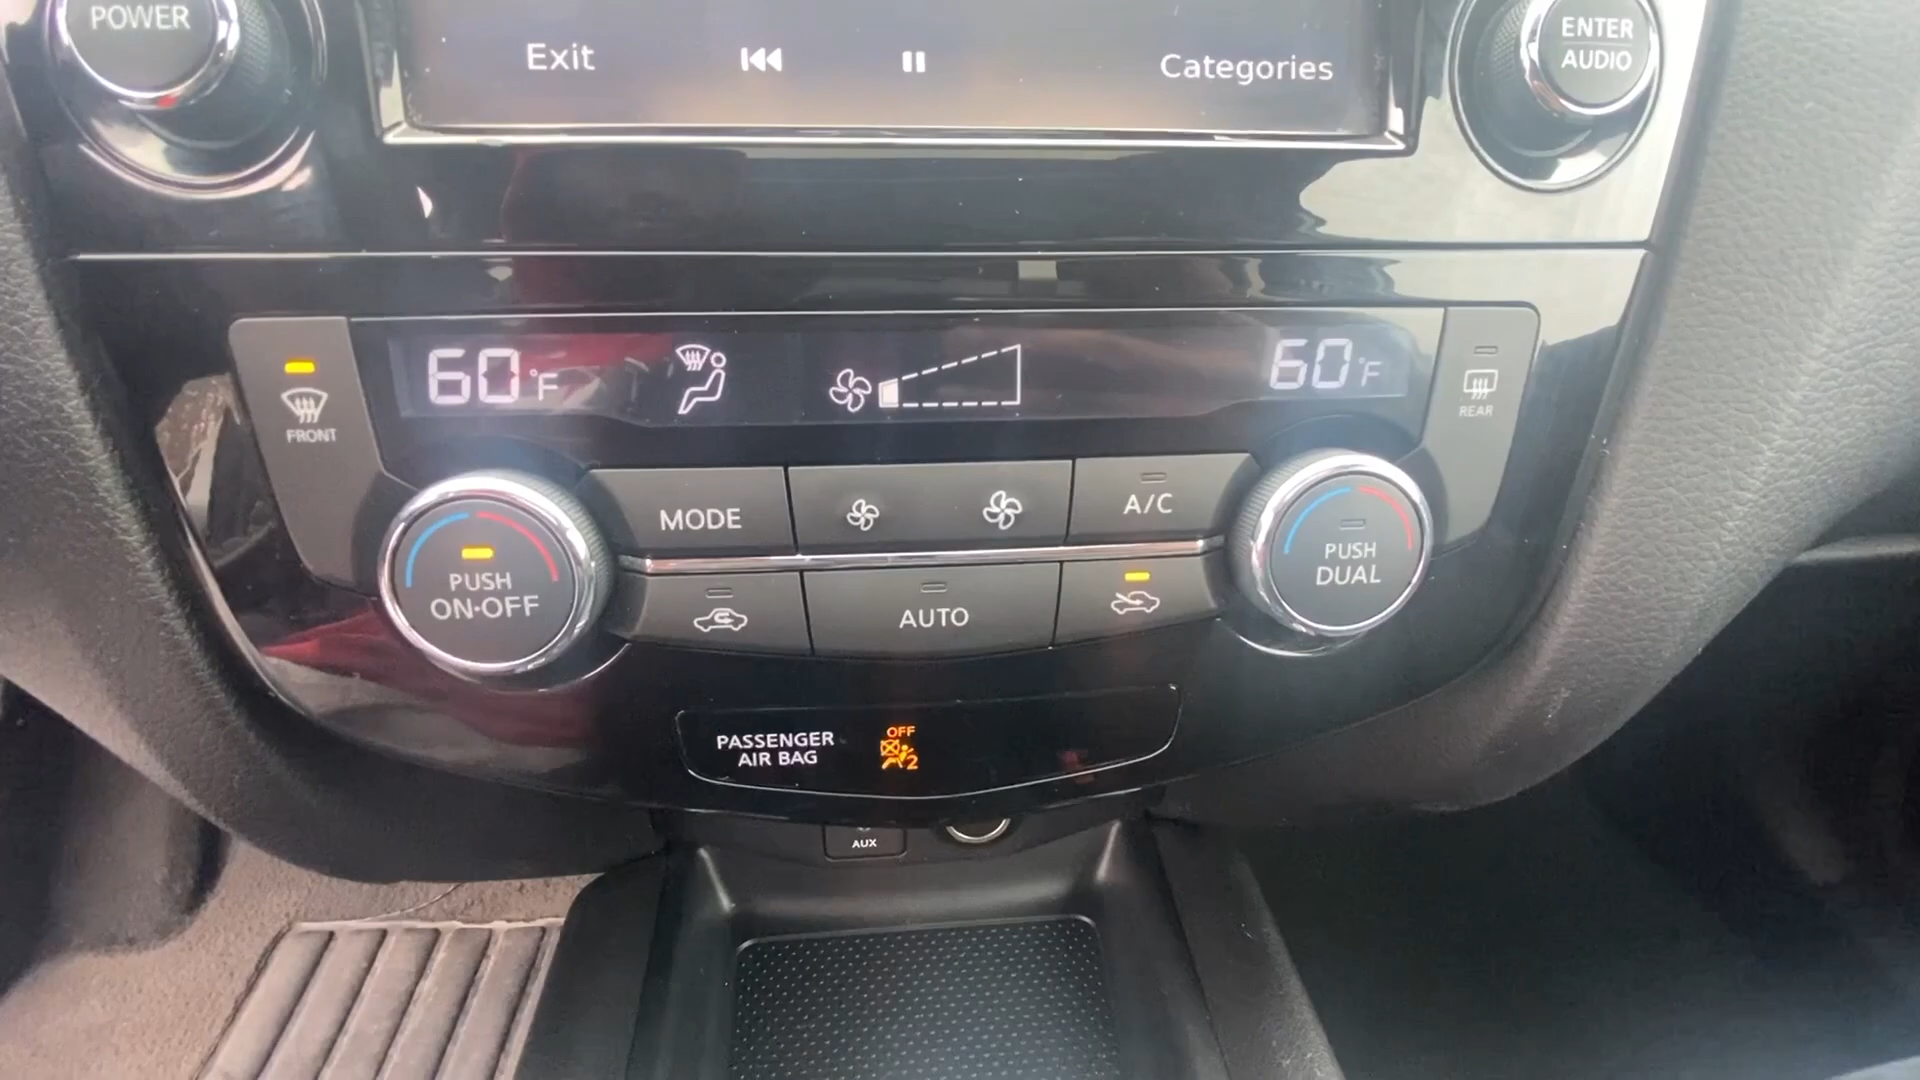 POWER
Exit
Categories
ENTER
AUDIO
60°F
60°F
FRONT
REAR
MODE
A/C
PUSH
ON·OFF
AUTO
PUSH
DUAL
PASSENGER
AIR BAG
OFF
2
AUX